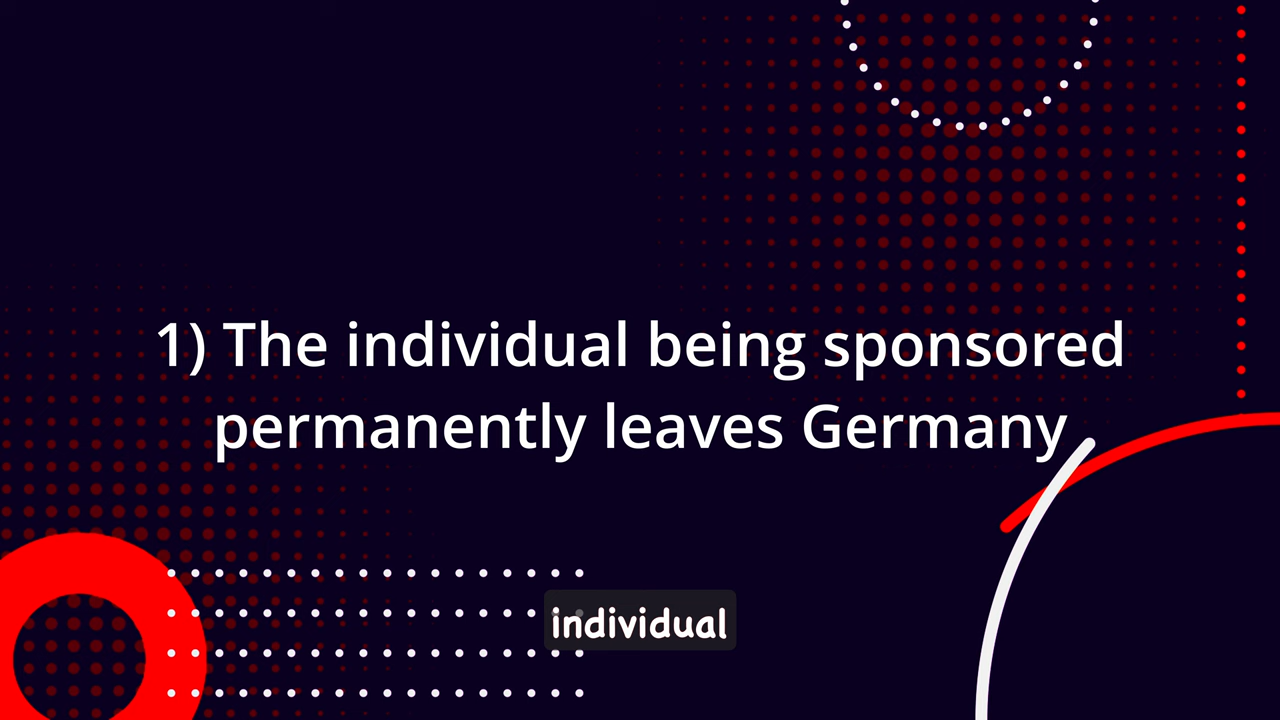 1) The individual being sponsored
permanently leaves Germany
individual